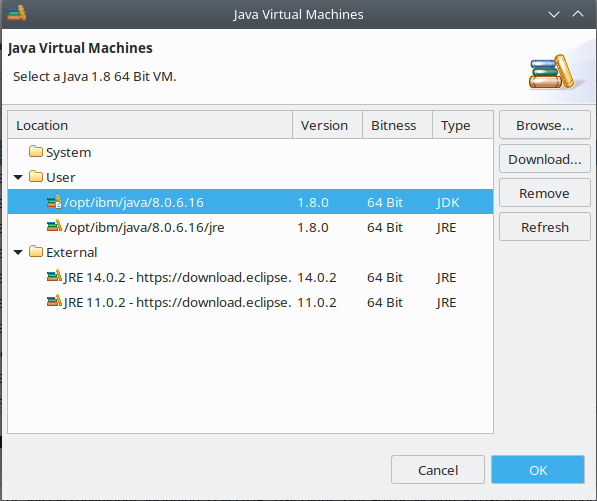 Java Virtual Machines
Java Virtual Machines
Select a Java 1.8 64 Bit VM.
Location Version Bitness Type
System
User
/opt/ibm/java/8.0.6.16 1.8.0 64 Bit JDK
/opt/ibm/java/8.0.6.16/jre 1.8.0 64 Bit JRE
External
JRE 14.0.2 - https://download.eclipse. 14.0.2 64 Bit JRE
JRE 11.0.2 - https://download.eclipse. 11.0.2 64 Bit JRE
Browse...
Download...
Remove
Refresh
Cancel OK